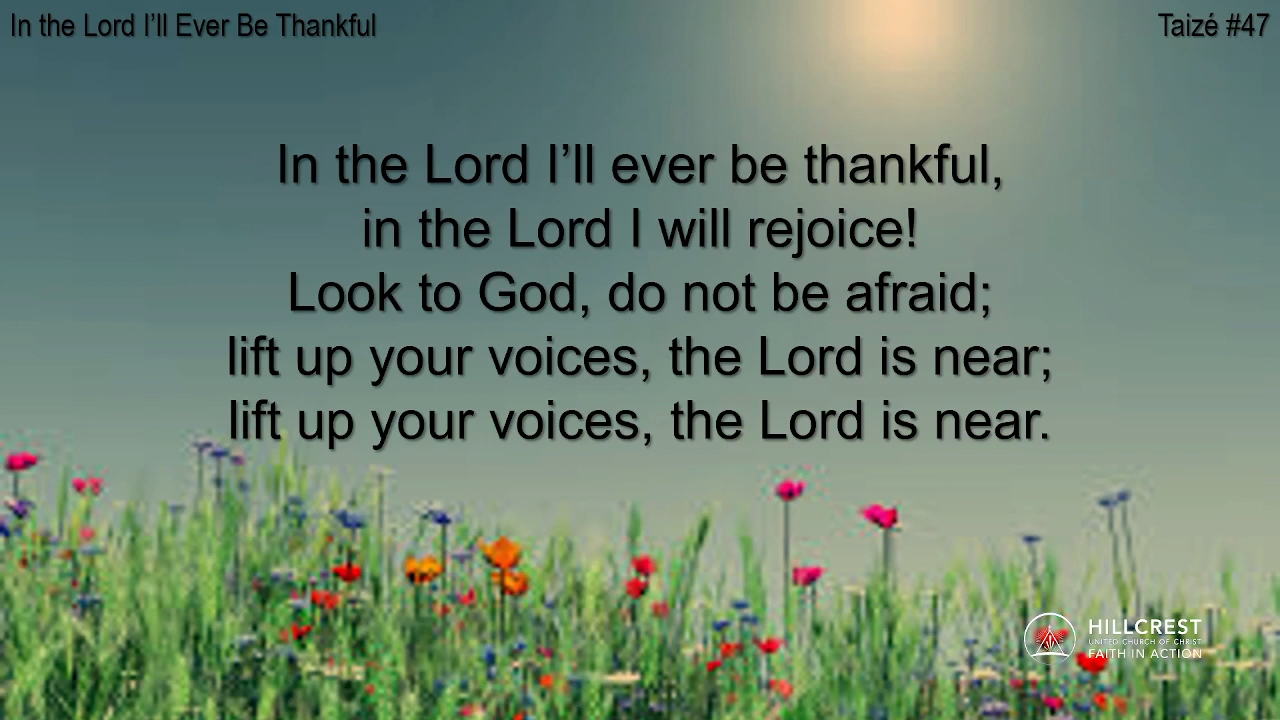 In the Lord I’ll Ever Be Thankful
Taizé #47
In the Lord I’ll ever be thankful,
in the Lord I will rejoice!
Look to God, do not be afraid;
lift up your voices, the Lord is near;
lift up your voices, the Lord is near.
HILLCREST
UNITED CHURCH OF CHRIST
FAITH IN ACTION